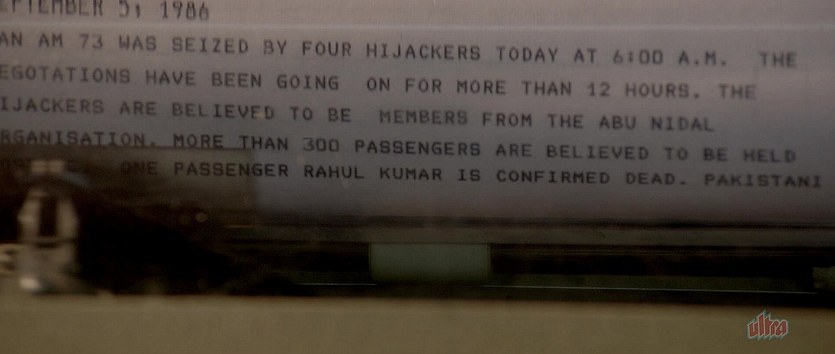 EPTEMBER 5, 1986
AN AM 73 WAS SEIZED BY FOUR HIJACKERS TODAY AT 6:00 A.M. THE
EGOTATIONS HAVE BEEN GOING ON FOR MORE THAN 12 HOURS. THE
IJACKERS ARE BELIEVED TO BE MEMBERS FROM THE ABU NIDAL
RGANISATION. MORE THAN 300 PASSENGERS ARE BELIEVED TO BE HELD
ONE PASSENGER RAHUL KUMAR IS CONFIRMED DEAD. PAKISTANI
ultra